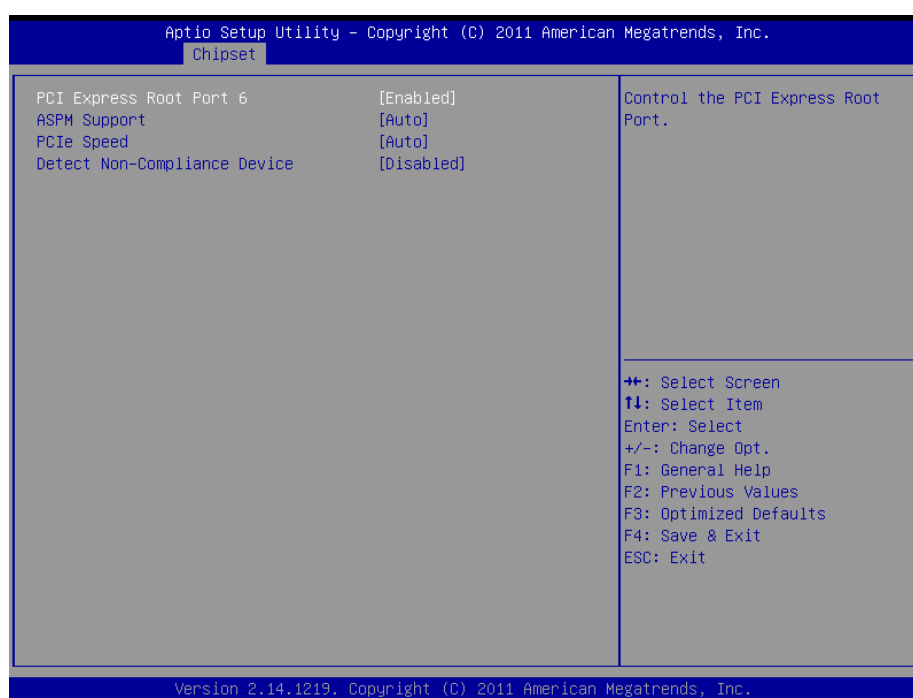 Aptio Setup Utility – Copyright (C) 2011 American Megatrends, Inc.
Chipset
PCI Express Root Port 6 [Enabled]
ASPM Support [Auto]
PCIe Speed [Auto]
Detect Non-Compliance Device [Disabled]
Control the PCI Express Root
Port.
→←: Select Screen
↑↓: Select Item
Enter: Select
+/-: Change Opt.
F1: General Help
F2: Previous Values
F3: Optimized Defaults
F4: Save & Exit
ESC: Exit
Version 2.14.1219. Copyright (C) 2011 American Megatrends, Inc.